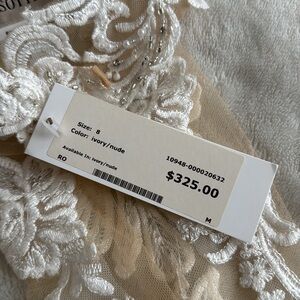 Size: 8
Color: ivory/nude
Available In: ivory/nude
RO
10948-000020632
$325.00
M